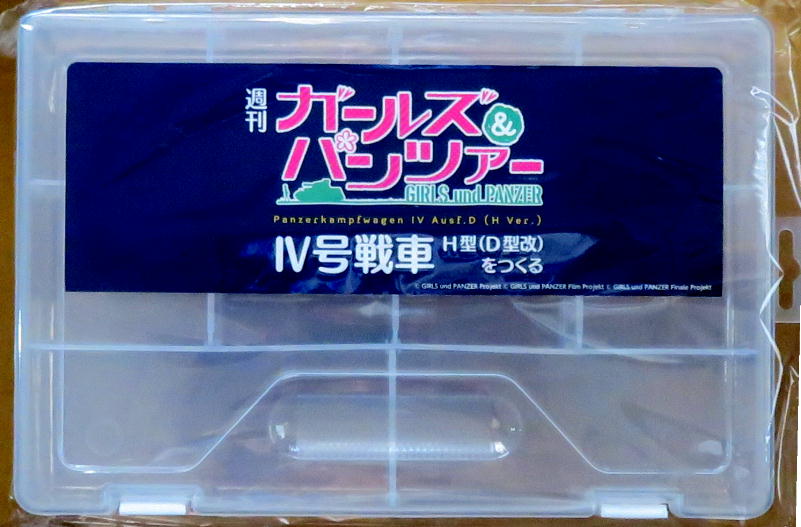 週刊
ガールズ&
パンツァー
GIRLS und PANZER
Panzerkampfwagen IV Ausf.D (H Ver.)
Ⅳ号戦車 H型(D型改)
をつくる
© GIRLS und PANZER Projekt © GIRLS und PANZER Film Projekt © GIRLS und PANZER Finale Projekt